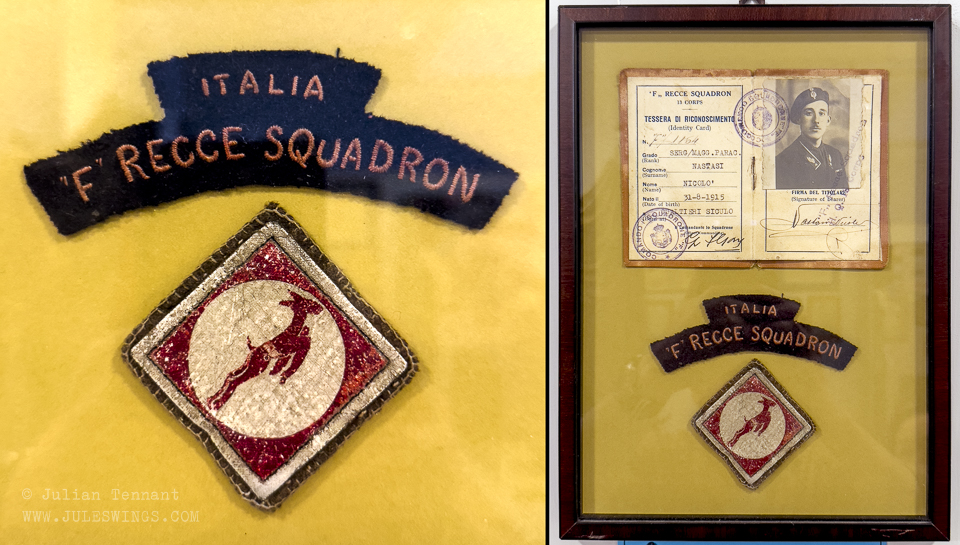 ITALIA
"F" RECCE SQUADRON
© Julian Tennant
WWW.JULESWINGS.COM
"F" RECCE SQUADRON
13 CORPS
TESSERA DI RICONOSCIMENTO
(Identity Card)
N.
Grado SERG/MAGG.PARAC.
(Rank)
Cognome NASTASI
(Surname)
Nome NICOLO'
(Name)
Nato il 31-8-1915
(Date of birth)
SICULO
FIRMA DEL TITOLARE
(Signature of Bearer)
ITALIA
"F" RECCE SQUADRON